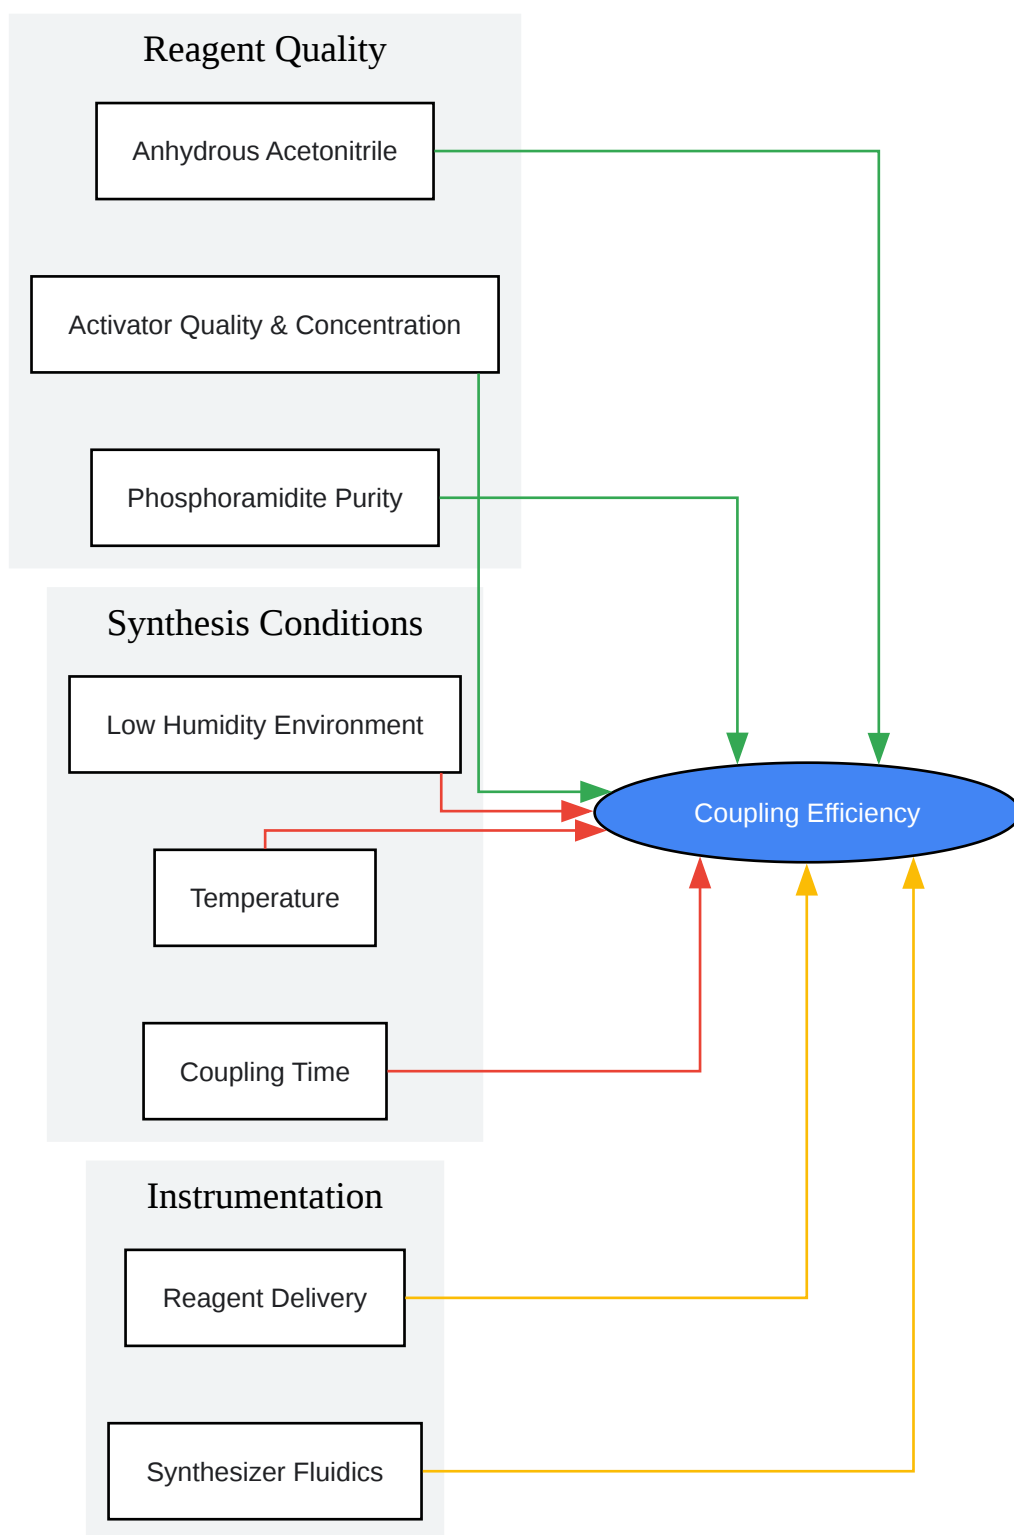 Reagent Quality
Anhydrous Acetonitrile
Activator Quality & Concentration
Phosphoramidite Purity
Synthesis Conditions
Low Humidity Environment
Temperature
Coupling Time
Coupling Efficiency
Instrumentation
Reagent Delivery
Synthesizer Fluidics